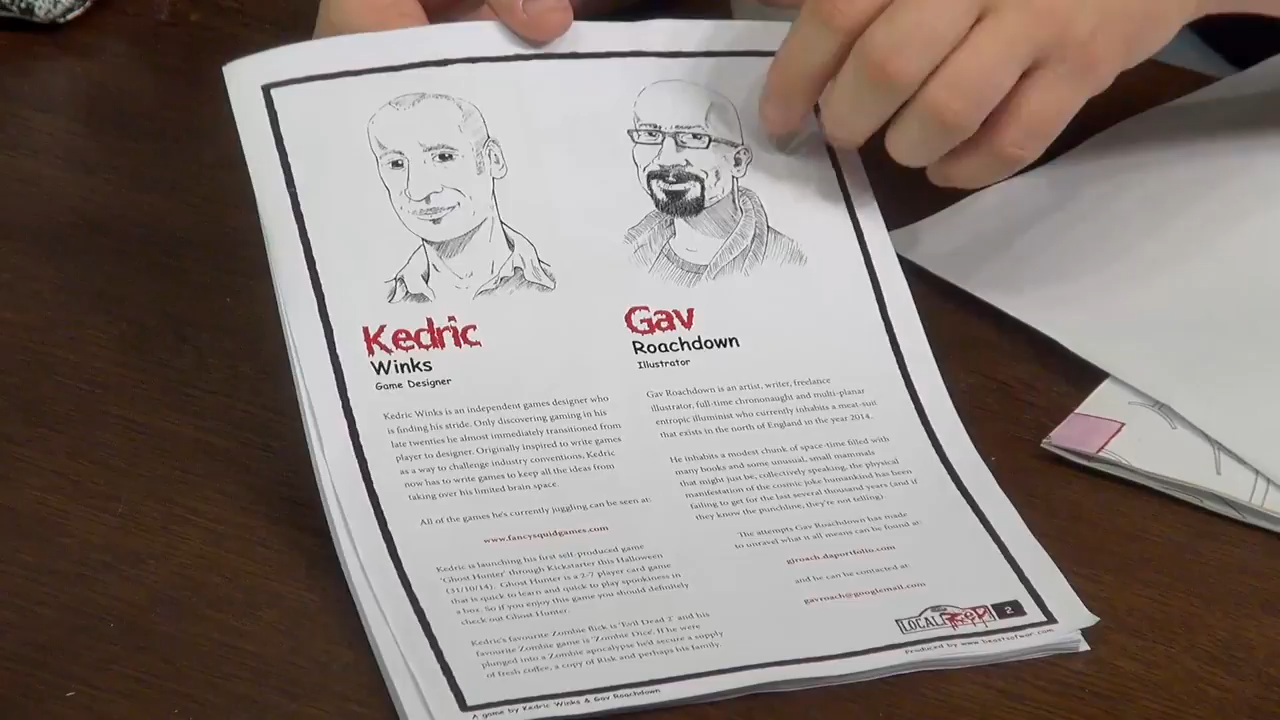 Kedric
Winks
Game Designer
Kedric Winks is an independent games designer who
is finding his stride. Only discovering gaming in his
late twenties he almost immediately transitioned from
player to designer. Originally inspired to write games
as a way to challenge industry conventions, Kedric
now has to write games to keep all the ideas from
taking over his limited brain space.
All of the games he's currently juggling can be seen at:
www.fancysquidgames.com
Kedric is launching his first self-produced game
'Ghost Hunter' through Kickstarter this Halloween
(31/10/14). Ghost Hunter is a 2-7 player card game
that is quick to learn and quick to play spookiness in
a box. So if you enjoy this game you should definitely
check out Ghost Hunter.
Kedric's favourite Zombie flick is 'Evil Dead 2' and his
favourite Zombie game is 'Zombie Dice'. If he were
plunged into a Zombie apocalypse he'd secure a supply
of fresh coffee, a copy of Risk and perhaps his family.
Gav
Roachdown
Illustrator
Gav Roachdown is an artist, writer, freelance
illustrator, full-time chrononaught and multi-planar
entropic illuminist who currently inhabits a meat-suit
that exists in the north of England in the year 2014.
He inhabits a modest chunk of space-time filled with
many books and some unusual, small mammals
that might just be, collectively speaking, the physical
manifestation of the cosmic joke humankind has been
failing to get for the last several thousand years (and if
they know the punchline, they're not telling).
The attempts Gav Roachdown has made
to unravel what it all means can be found at:
gjroach.daportfolio.com
and he can be contacted at:
gavroach@googlemail.com
LOCAL
2
A game by Kedric Winks & Gav Roachdown
Produced by www.beastsofwar.com